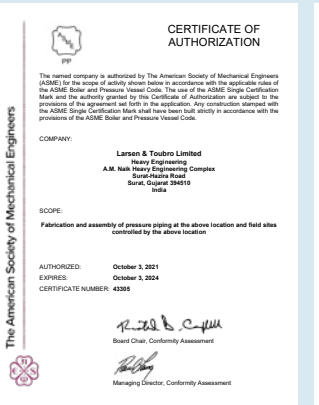 CERTIFICATE OF
AUTHORIZATION
ASME
PP
The named company is authorized by The American Society of Mechanical Engineers
(ASME) for the scope of activity shown below in accordance with the applicable rules of
the ASME Boiler and Pressure Vessel Code. The use of the ASME Single Certification
Mark and the authority granted by this Certificate of Authorization are subject to the
provisions of the agreement set forth in the application. Any construction stamped with
the ASME Single Certification Mark shall have been built strictly in accordance with the
provisions of the ASME Boiler and Pressure Vessel Code.
COMPANY:
Larsen & Toubro Limited
Heavy Engineering
A.M. Naik Heavy Engineering Complex
Surat-Hazira Road
Surat, Gujarat 394510
India
SCOPE:
Fabrication and assembly of pressure piping at the above location and field sites
controlled by the above location
AUTHORIZED: October 3, 2021
EXPIRES: October 3, 2024
CERTIFICATE NUMBER: 43305
Board Chair, Conformity Assessment
Managing Director, Conformity Assessment
The American Society of Mechanical Engineers